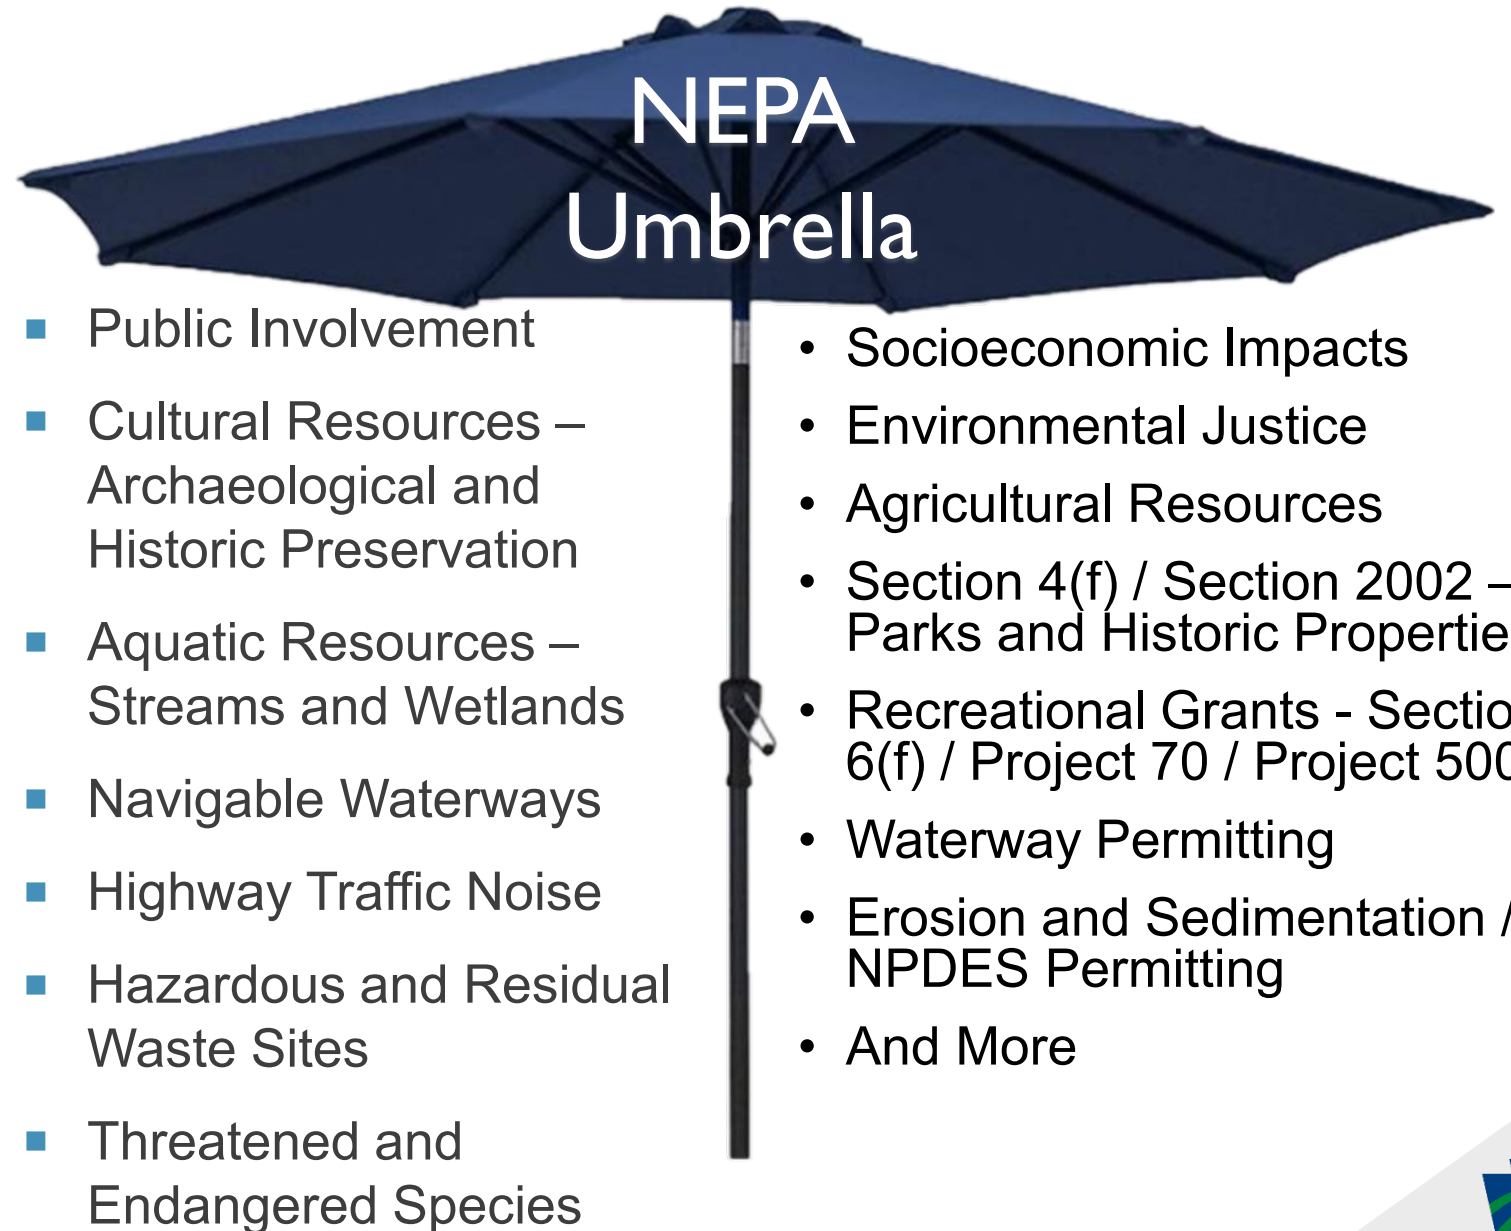 NEPA
Umbrella
Public Involvement
Cultural Resources –
Archaeological and
Historic Preservation
Aquatic Resources –
Streams and Wetlands
Navigable Waterways
Highway Traffic Noise
Hazardous and Residual
Waste Sites
Threatened and
Endangered Species
• Socioeconomic Impacts
• Environmental Justice
• Agricultural Resources
• Section 4(f) / Section 2002 –
Parks and Historic Propertie
• Recreational Grants - Sectio
6(f) / Project 70 / Project 500
• Waterway Permitting
• Erosion and Sedimentation /
NPDES Permitting
• And More